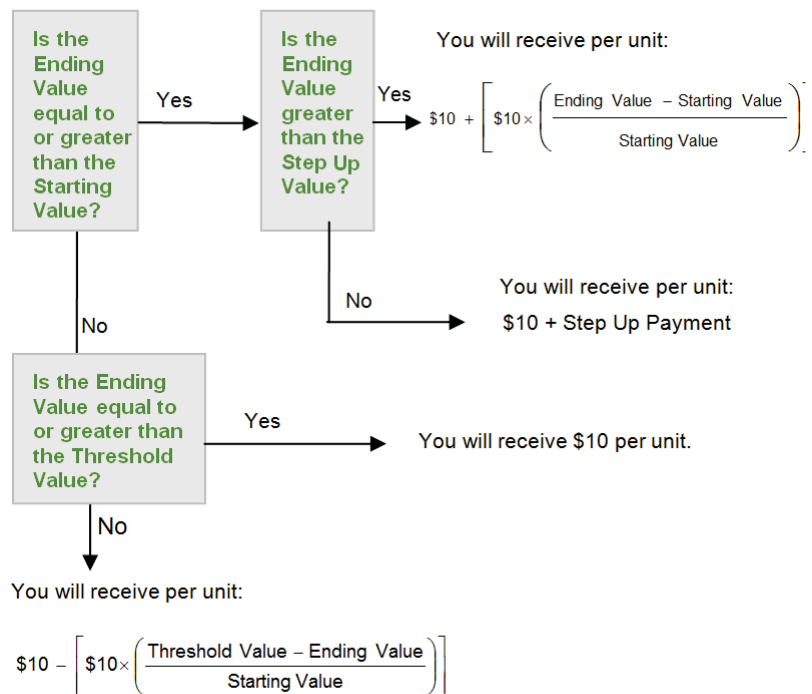 Is the
Ending
Value
equal to
or greater
than the
Starting
Value?
Yes
Is the
Ending
Value
greater
than the
Step Up
Value?
Yes
You will receive per unit:
$10 + [ $10 × ( Ending Value – Starting Value
Starting Value ) ]
No
You will receive per unit:
$10 + Step Up Payment
No
Is the Ending
Value equal to
or greater than
the Threshold
Value?
Yes
You will receive $10 per unit.
No
You will receive per unit:
$10 – [ $10× ( Threshold Value – Ending Value
Starting Value ) ]